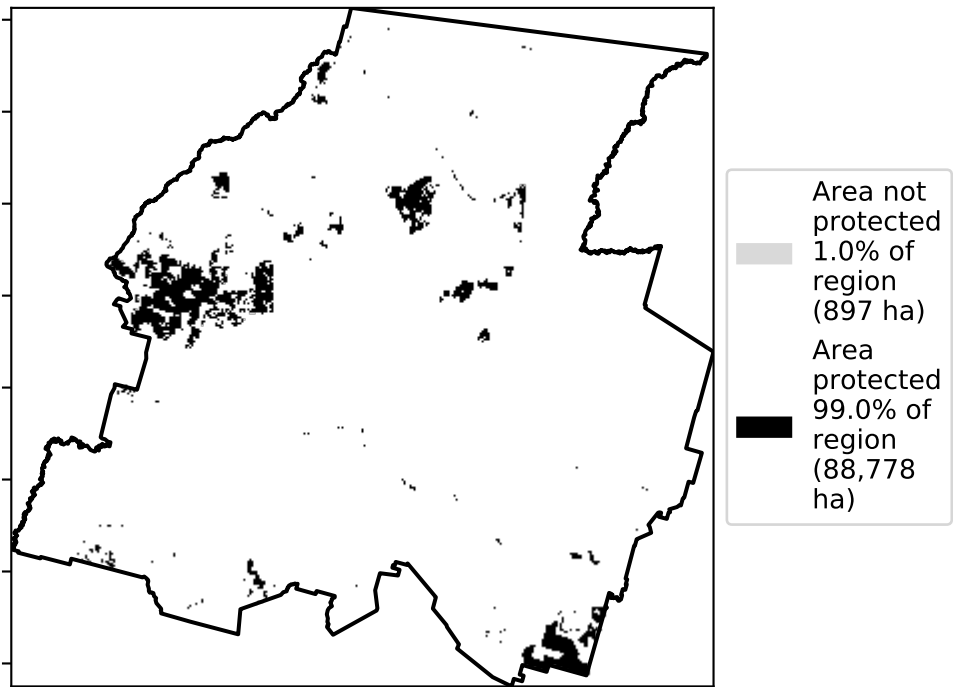 Area not
protected
1.0% of
region
(897 ha)
Area
protected
99.0% of
region
(88,778
ha)